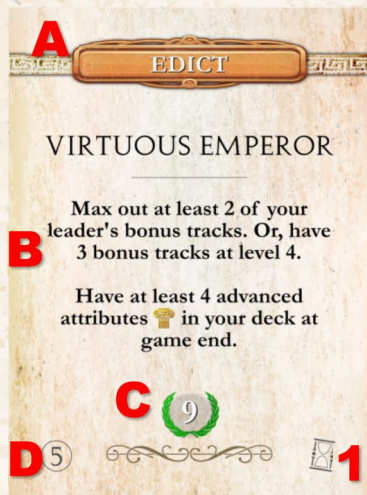 A
EDICT
VIRTUOUS EMPEROR
Max out at least 2 of your
leader's bonus tracks. Or, have
B
3 bonus tracks at level 4.
Have at least 4 advanced
attributes in your deck at
game end.
C 9
D 5 1